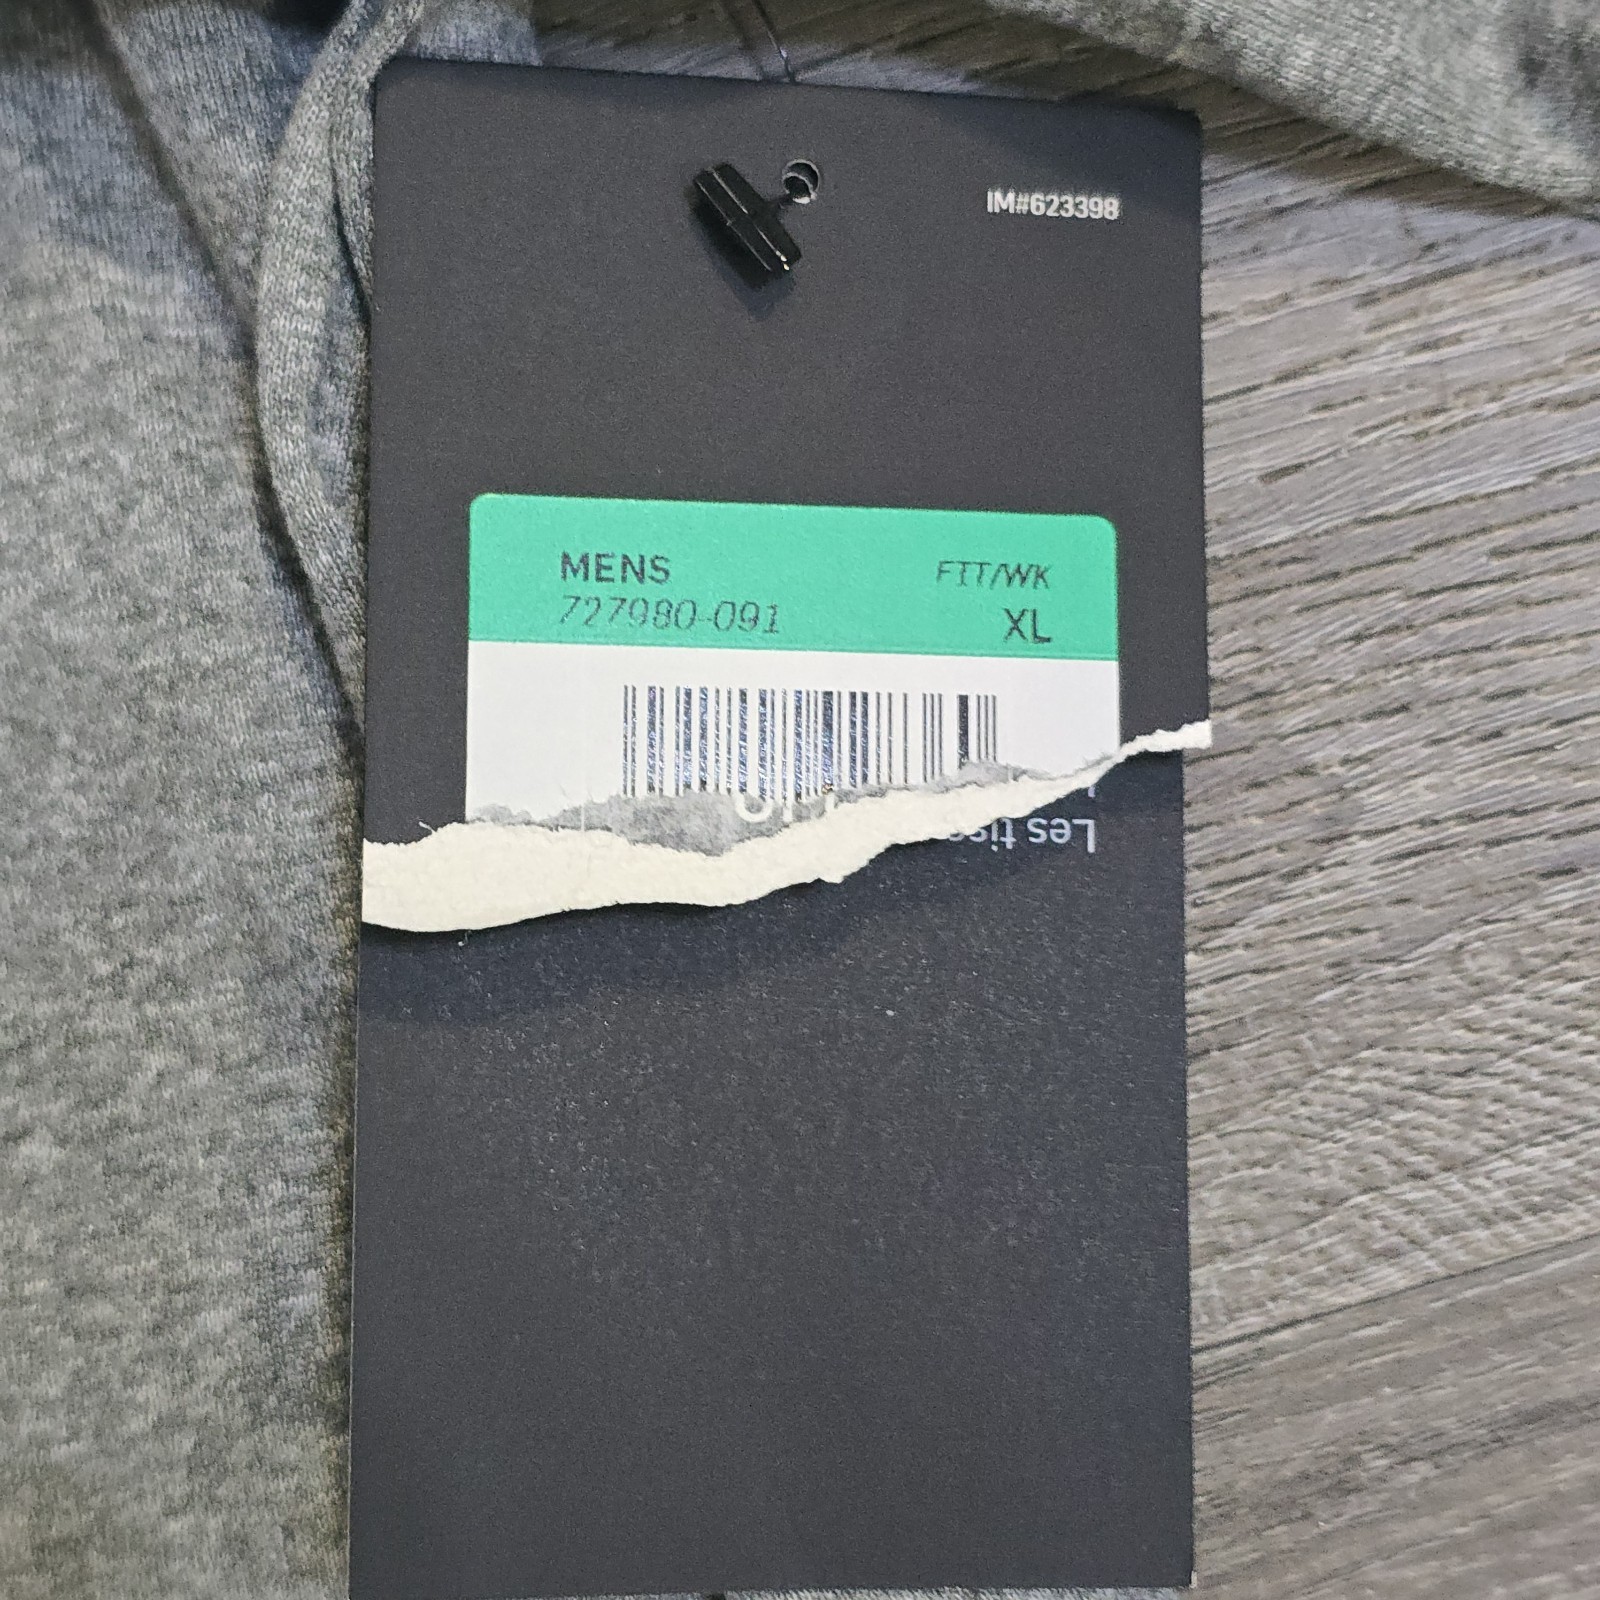 IM#623398
MENS
FIT/WK
727980-091
XL
Les